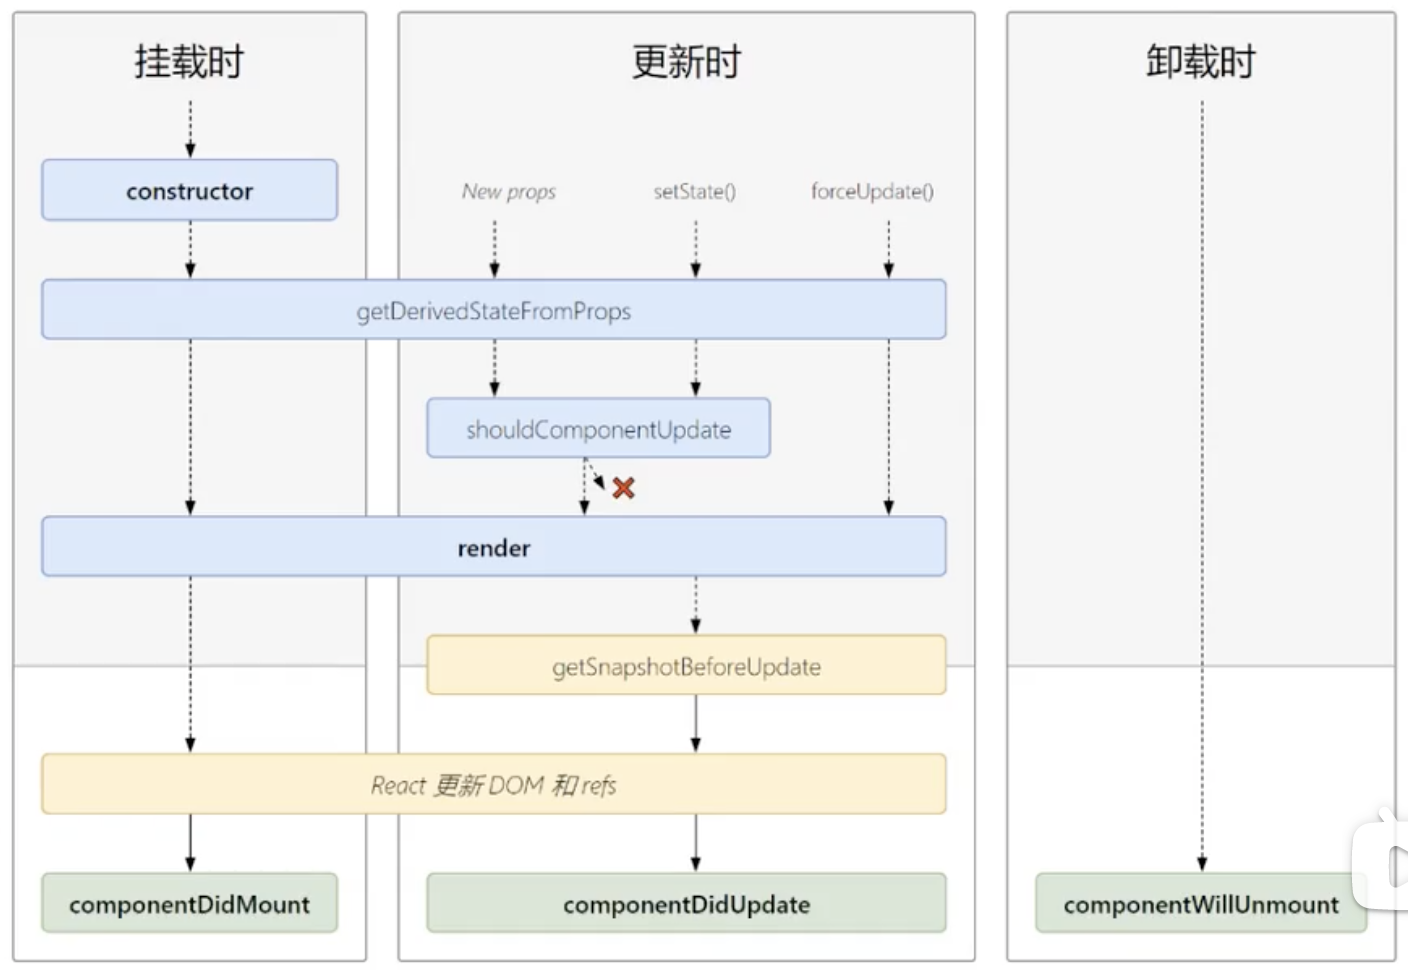 挂载时
更新时
卸载时
constructor
New props
setState()
forceUpdate()
getDerivedStateFromProps
shouldComponentUpdate
render
getSnapshotBeforeUpdate
React 更新 DOM 和 refs
componentDidMount
componentDidUpdate
componentWillUnmount